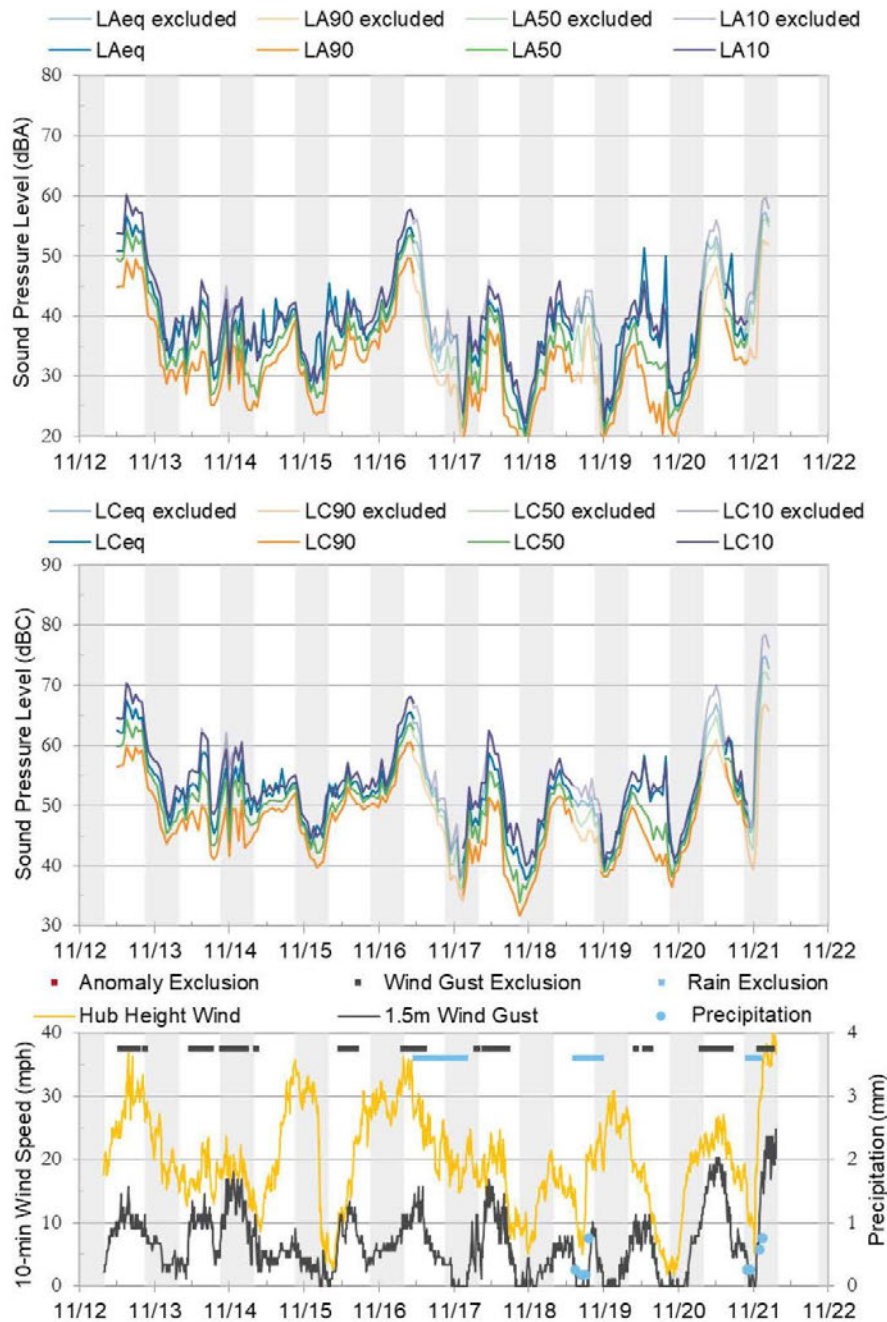 LAeq excluded LA90 excluded LA50 excluded LA10 excluded
LAeq LA90 LA50 LA10
Sound Pressure Level (dBA)
80
70
60
50
40
30
20
11/12 11/13 11/14 11/15 11/16 11/17 11/18 11/19 11/20 11/21 11/22
LCeq excluded LC90 excluded LC50 excluded LC10 excluded
LCeq LC90 LC50 LC10
Sound Pressure Level (dBC)
90
80
70
60
50
40
30
11/12 11/13 11/14 11/15 11/16 11/17 11/18 11/19 11/20 11/21 11/22
Anomaly Exclusion Wind Gust Exclusion Rain Exclusion
Hub Height Wind 1.5m Wind Gust Precipitation
10-min Wind Speed (mph)
40
30
20
10
0
4
3
2
1
0
Precipitation (mm)
11/12 11/13 11/14 11/15 11/16 11/17 11/18 11/19 11/20 11/21 11/22